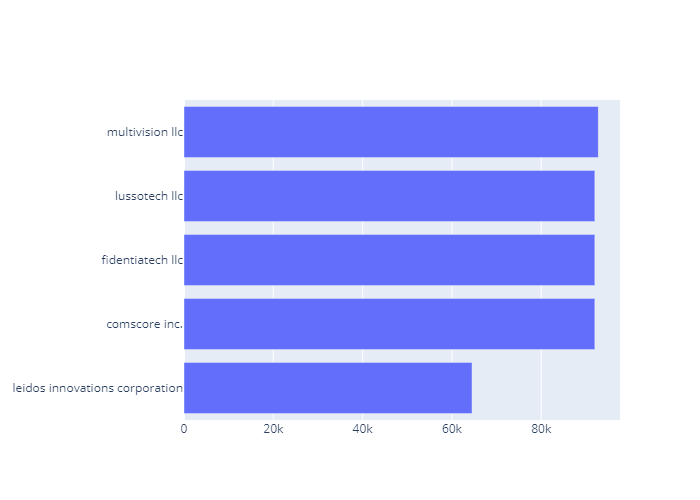 multivision llc
lussotech llc
fidentiatech llc
comscore inc.
leidos innovations corporation
0 20k 40k 60k 80k